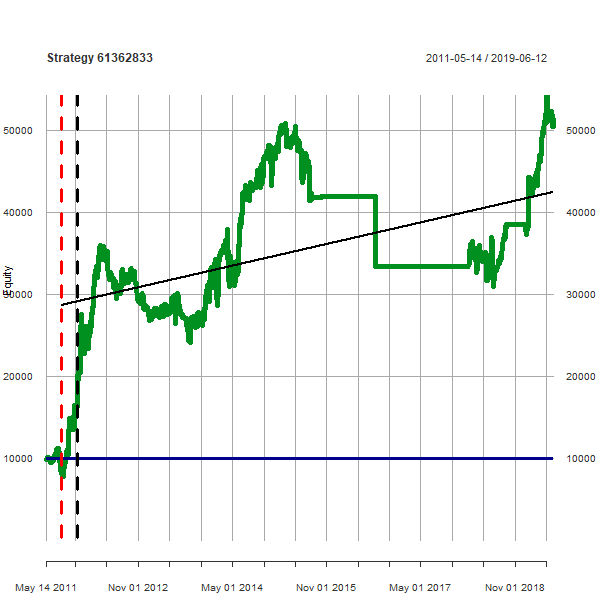 Strategy 61362833
2011-05-14 / 2019-06-12
50000
50000
40000
40000
Equity
30000
30000
20000
20000
10000
10000
May 14 2011
Nov 01 2012
May 01 2014
Nov 01 2015
May 01 2017
Nov 01 2018